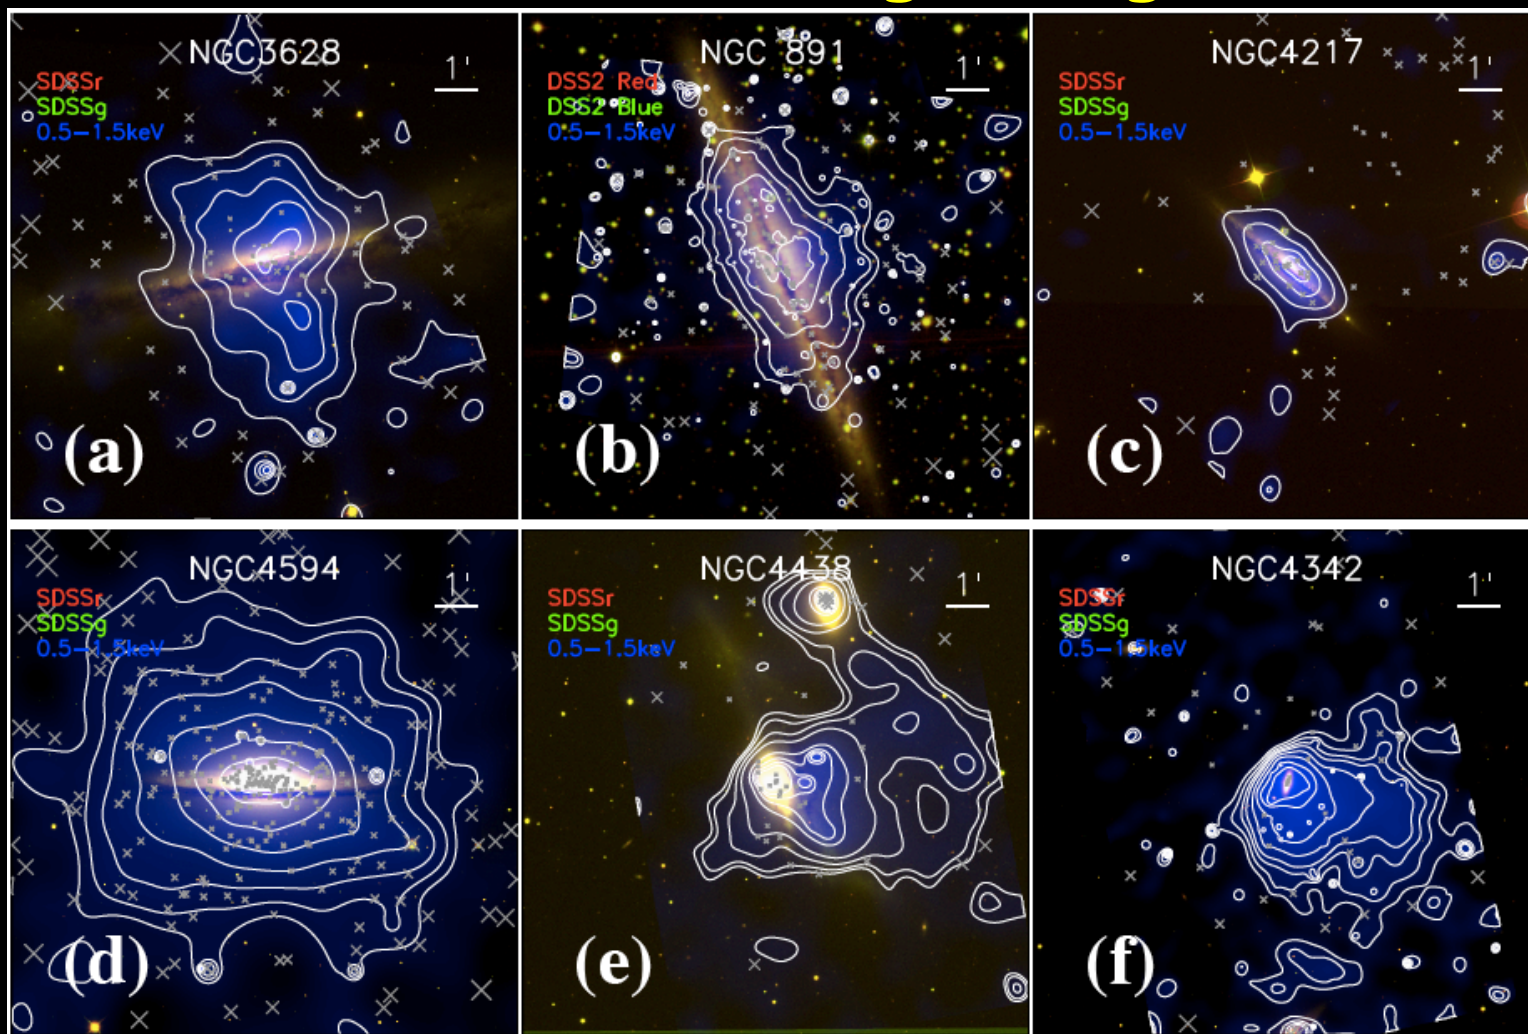 NGC3628
1'
SDSSr
SDSSg
0.5-1.5keV
(a)
NGC 891
1'
DSS2 Red
DSS2 Blue
0.5-1.5keV
(b)
NGC4217
1'
SDSSr
SDSSg
0.5-1.5keV
(c)
NGC4594
1'
SDSSr
SDSSg
0.5-1.5keV
(d)
NGC4438
1'
SDSSr
SDSSg
0.5-1.5keV
(e)
NGC4342
1'
SDSSr
SDSSg
0.5-1.5keV
(f)